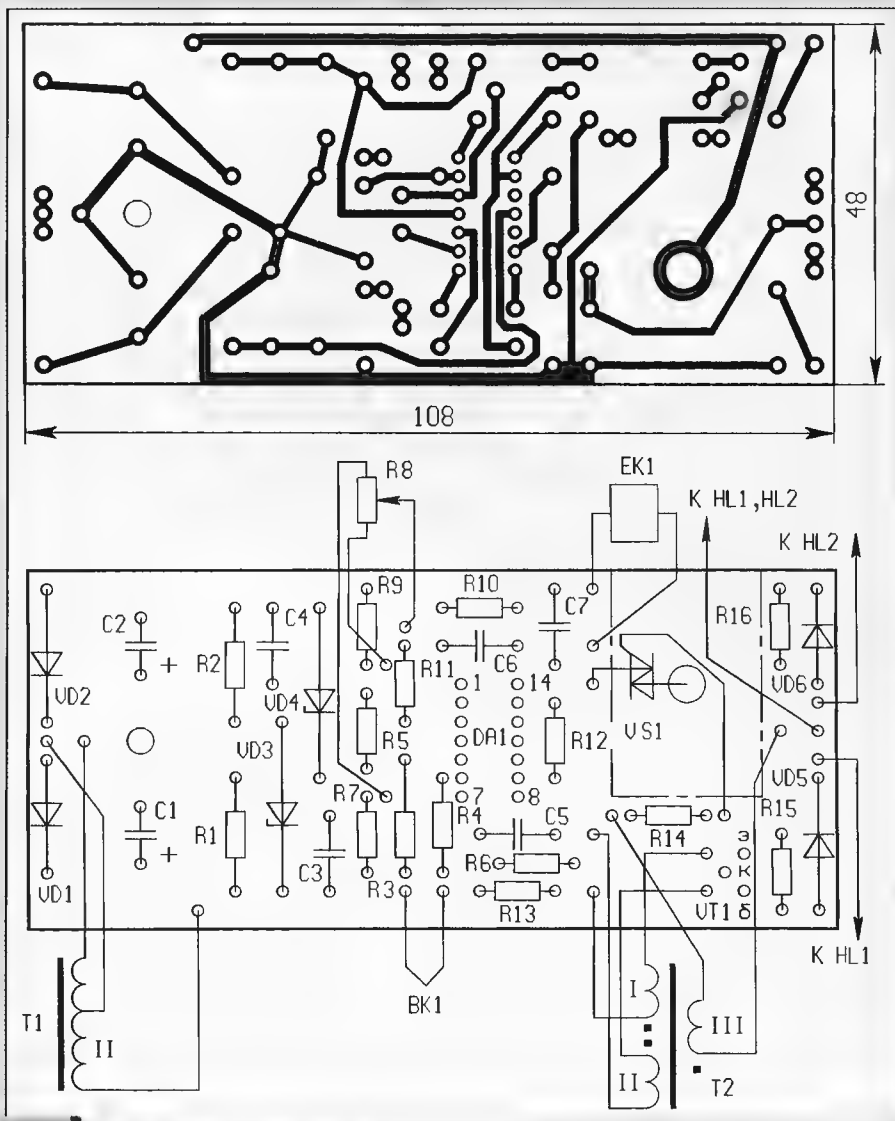 48
108
R8
EK1
К HL1,HL2
К HL2
R9
R10
C7
R16
C2
+
R2
C4
C6
R11
VD2
VD4
1
14
VD6
DA1
VS1
VD3
R5
R12
C1
+
R1
R7
7
8
VD5
R4
C5
R14
R15
э
C3
R6
к
VD1
R3
R13
VT1
б
К HL1
BK1
T1
II
I
III
II
T2